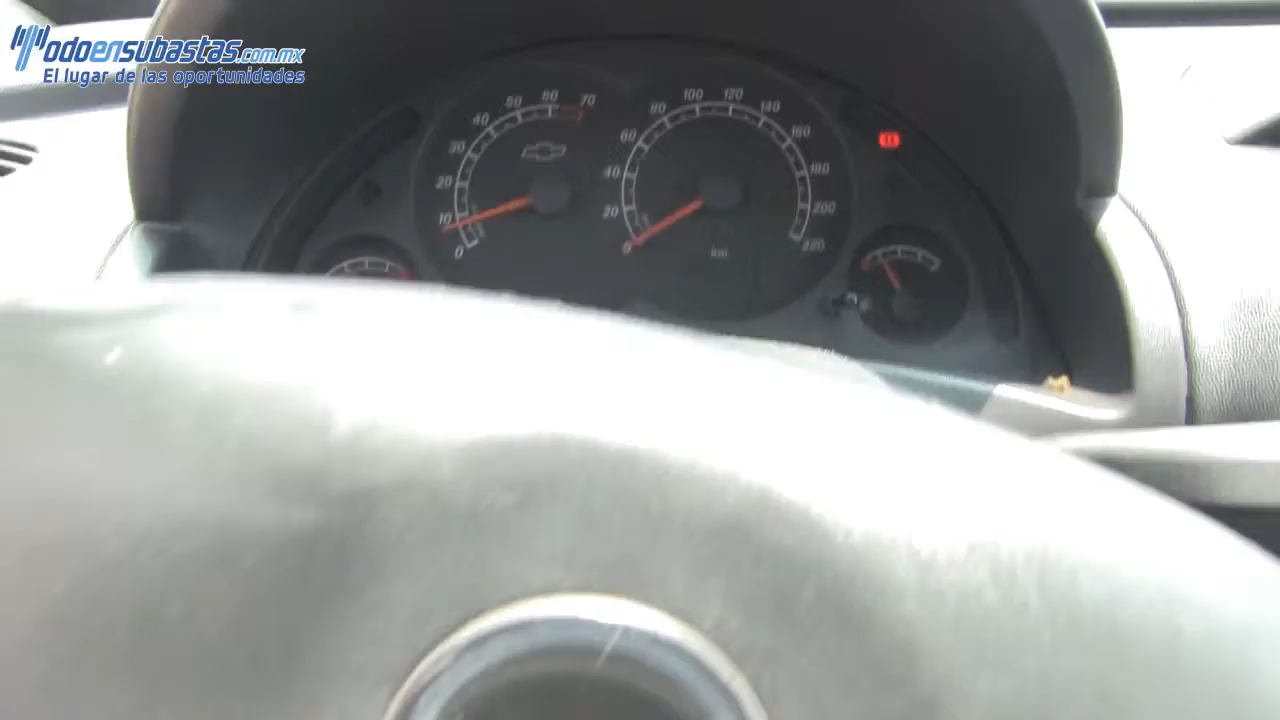 Todoensubastas.com.mx
El lugar de las oportunidades
0 10 20 30 40 50 60 70
0 20 40 60 80 100 120 140 160 180 200 220
km